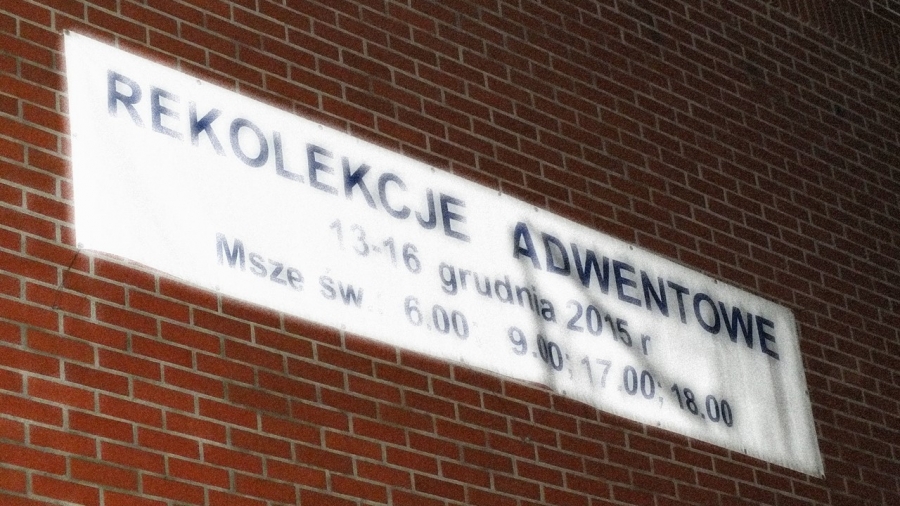 REKOLEKCJE ADWENTOWE
13-16 grudnia 2015 r
Msze św.: 6.00 9.00; 17.00; 18.00